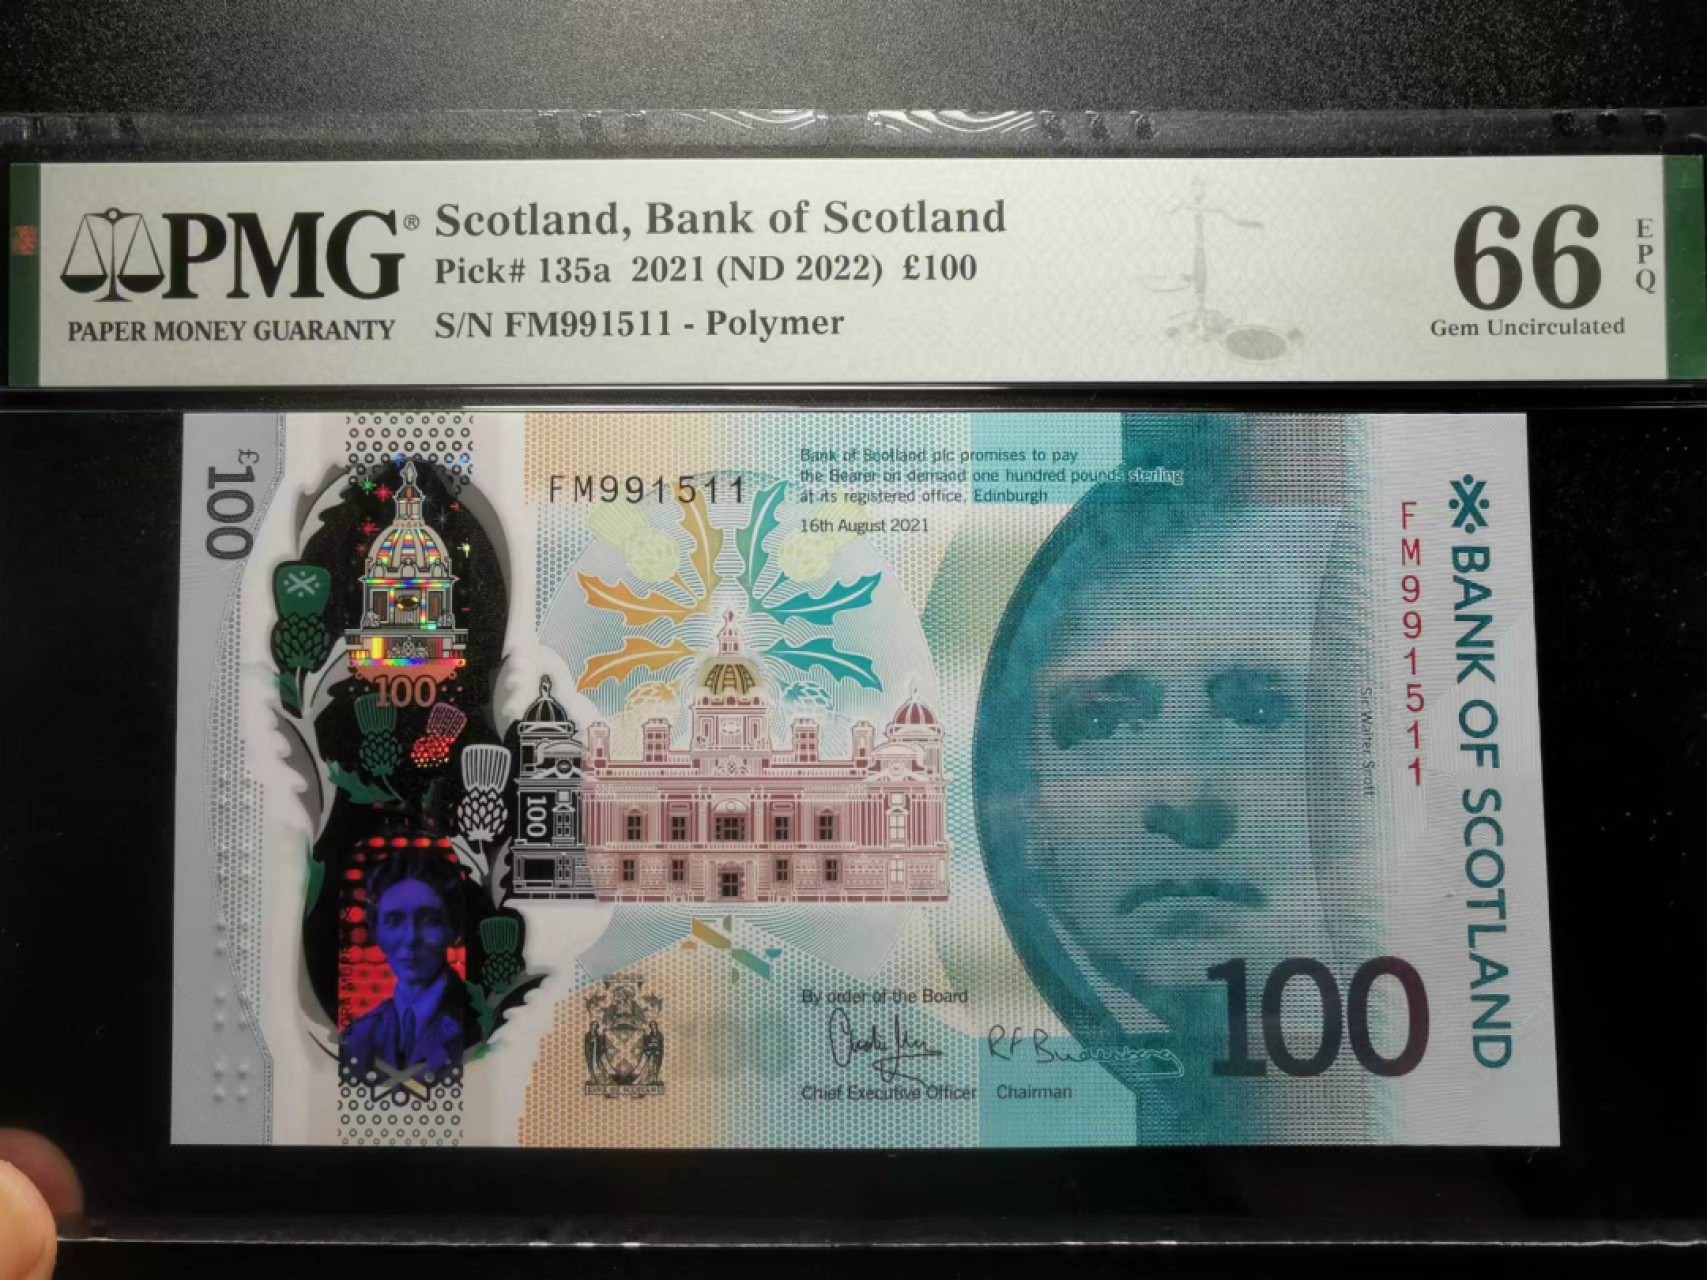 PMG®
PAPER MONEY GUARANTY
Scotland, Bank of Scotland
Pick# 135a 2021 (ND 2022) £100
S/N FM991511 - Polymer
66
EPQ
Gem Uncirculated
£100
100
100
FM991511
Bank of Scotland plc promises to pay
the Bearer on demand one hundred pounds sterling
at its registered office, Edinburgh
16th August 2021
By order of the Board
Chief Executive Officer
Chairman
BANK OF SCOTLAND
Sir Walter Scott
FM991511
100
BANK OF SCOTLAND